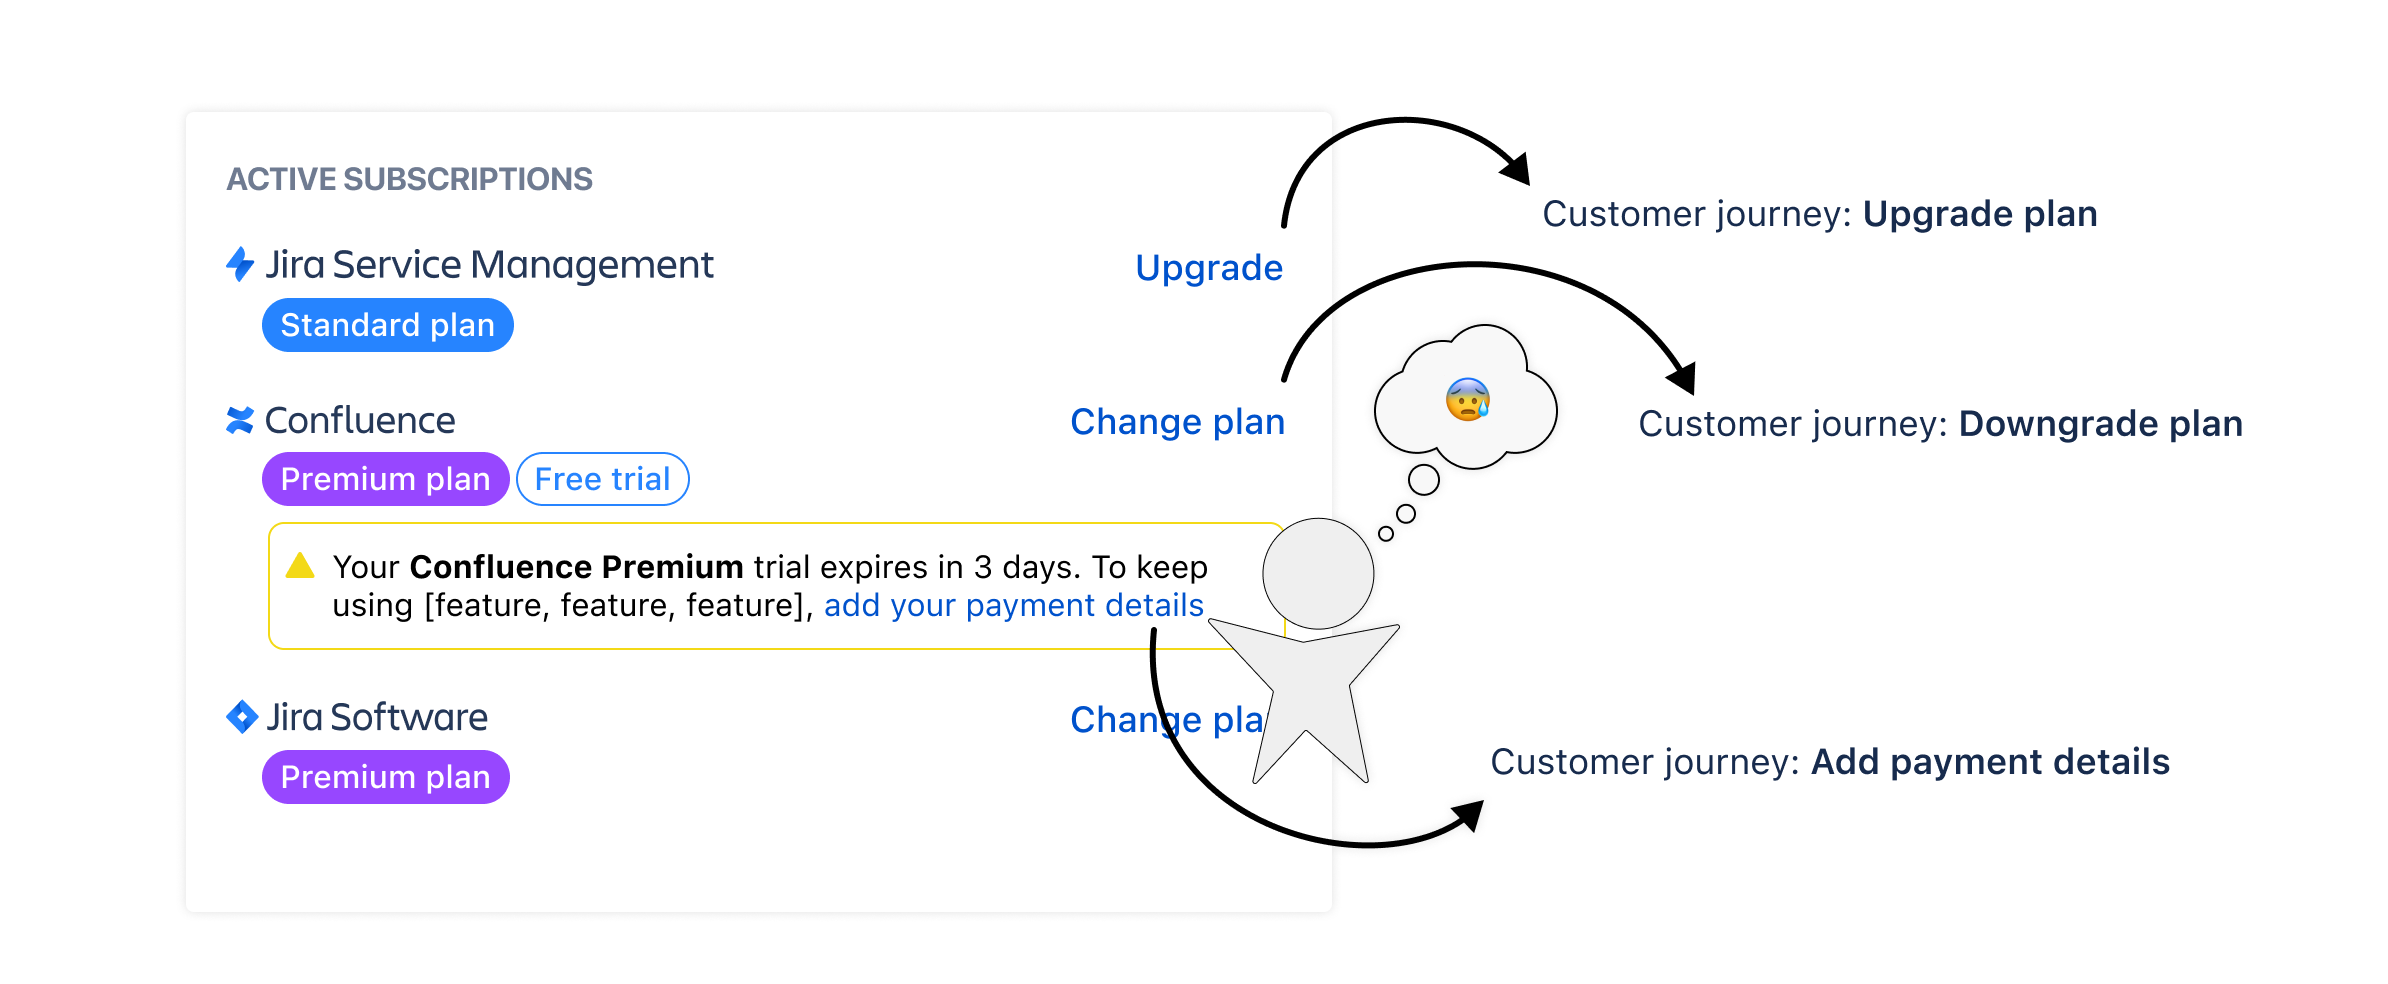 ACTIVE SUBSCRIPTIONS
Jira Service Management
Upgrade
Standard plan
Customer journey: Upgrade plan
Confluence
Change plan
Premium plan
Free trial
Customer journey: Downgrade plan
Your Confluence Premium trial expires in 3 days. To keep
using [feature, feature, feature], add your payment details
Jira Software
Change pla
Premium plan
Customer journey: Add payment details